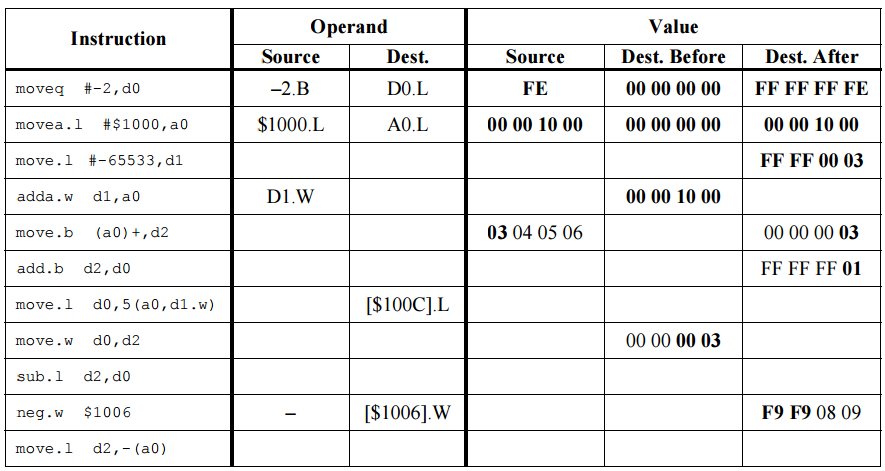 Instruction Operand Value
Source Dest. Source Dest. Before Dest. After
moveq #-2,d0 –2.B D0.L FE 00 00 00 00 FF FF FF FE
movea.l #$1000,a0 $1000.L A0.L 00 00 10 00 00 00 00 00 00 00 10 00
move.l #-65533,d1 FF FF 00 03
adda.w d1,a0 D1.W 00 00 10 00
move.b (a0)+,d2 03 04 05 06 00 00 00 03
add.b d2,d0 FF FF FF 01
move.l d0,5(a0,d1.w) [$100C].L
move.w d0,d2 00 00 00 03
sub.l d2,d0
neg.w $1006 – [$1006].W F9 F9 08 09
move.l d2,-(a0)